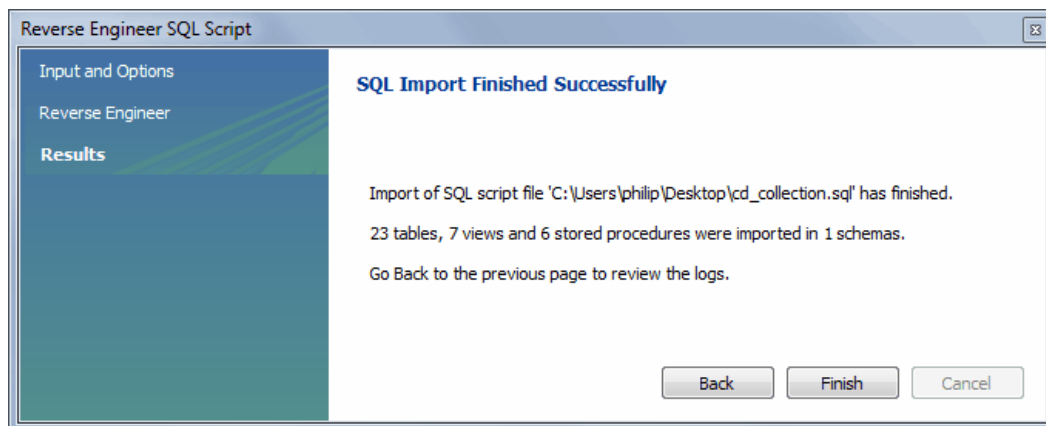 Reverse Engineer SQL Script
Input and Options
Reverse Engineer
Results
SQL Import Finished Successfully
Import of SQL script file 'C:\Users\philip\Desktop\cd_collection.sql' has finished.
23 tables, 7 views and 6 stored procedures were imported in 1 schemas.
Go Back to the previous page to review the logs.
Back Finish Cancel